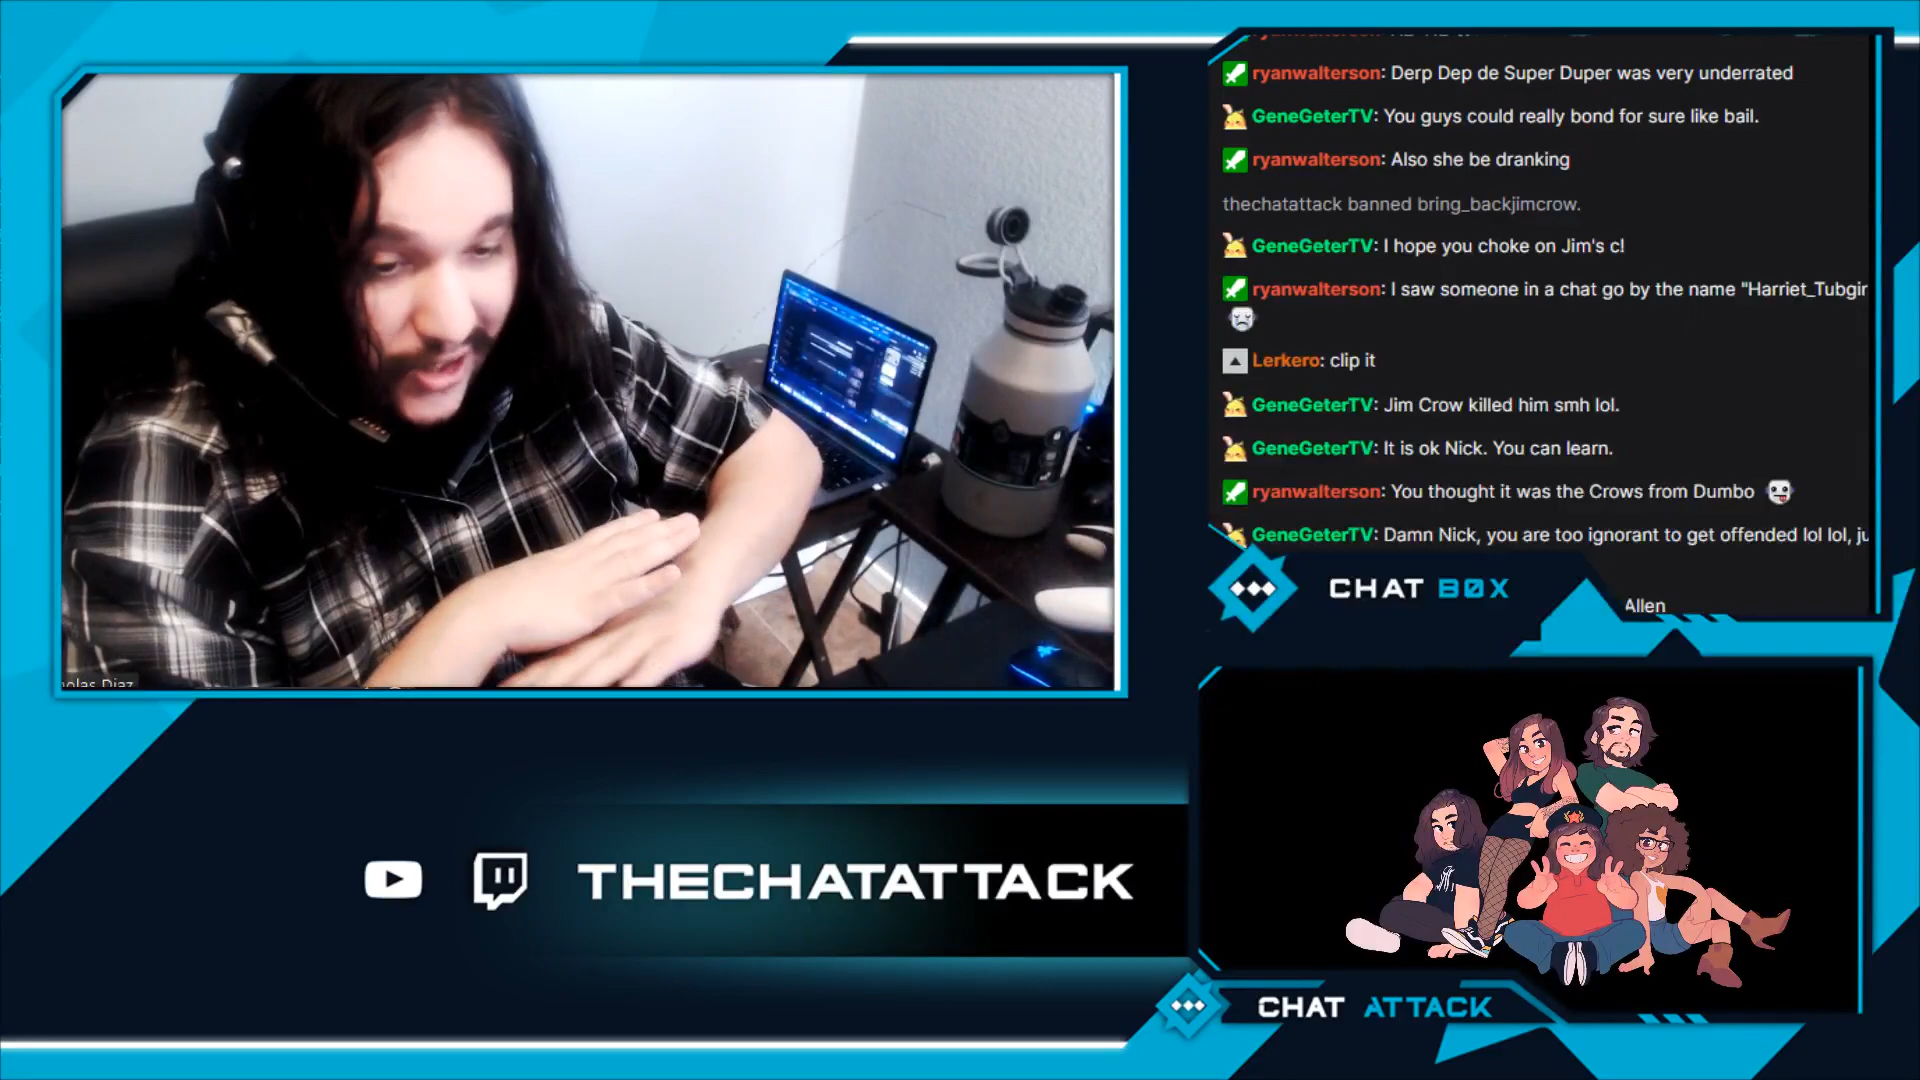 ryanwalterson: Derp Dep de Super Duper was very underrated
GeneGeterTV: You guys could really bond for sure like bail.
ryanwalterson: Also she be dranking
thechatattack banned bring_backjimcrow.
GeneGeterTV: I hope you choke on Jim's c!
ryanwalterson: I saw someone in a chat go by the name "Harriet_Tubgir
Lerkero: clip it
GeneGeterTV: Jim Crow killed him smh lol.
GeneGeterTV: It is ok Nick. You can learn.
ryanwalterson: You thought it was the Crows from Dumbo
GeneGeterTV: Damn Nick, you are too ignorant to get offended lol lol, ju
CHAT BOX
Allen
olas Diaz
THECHATATTACK
CHAT ATTACK